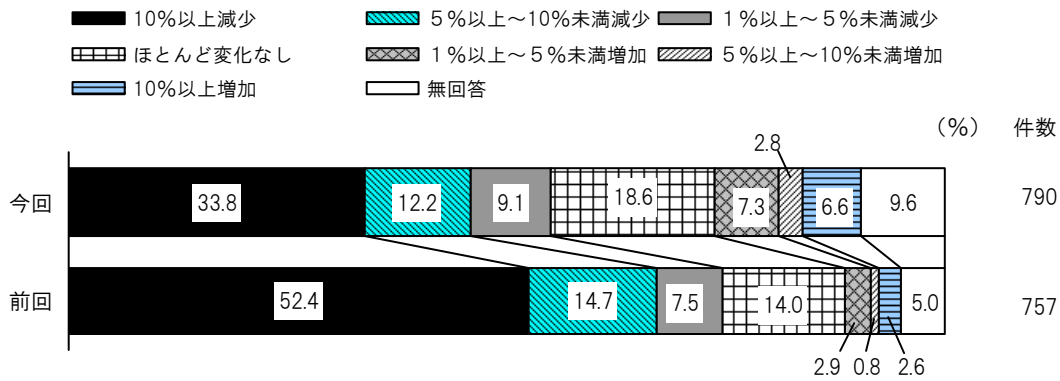 10%以上減少 5%以上～10%未満減少 1%以上～5%未満減少
ほとんど変化なし 1%以上～5%未満増加 5%以上～10%未満増加
10%以上増加 無回答
(%) 件数
2.8
今回 33.8 12.2 9.1 18.6 7.3 6.6 9.6 790
前回 52.4 14.7 7.5 14.0 5.0 757
2.9 0.8 2.6